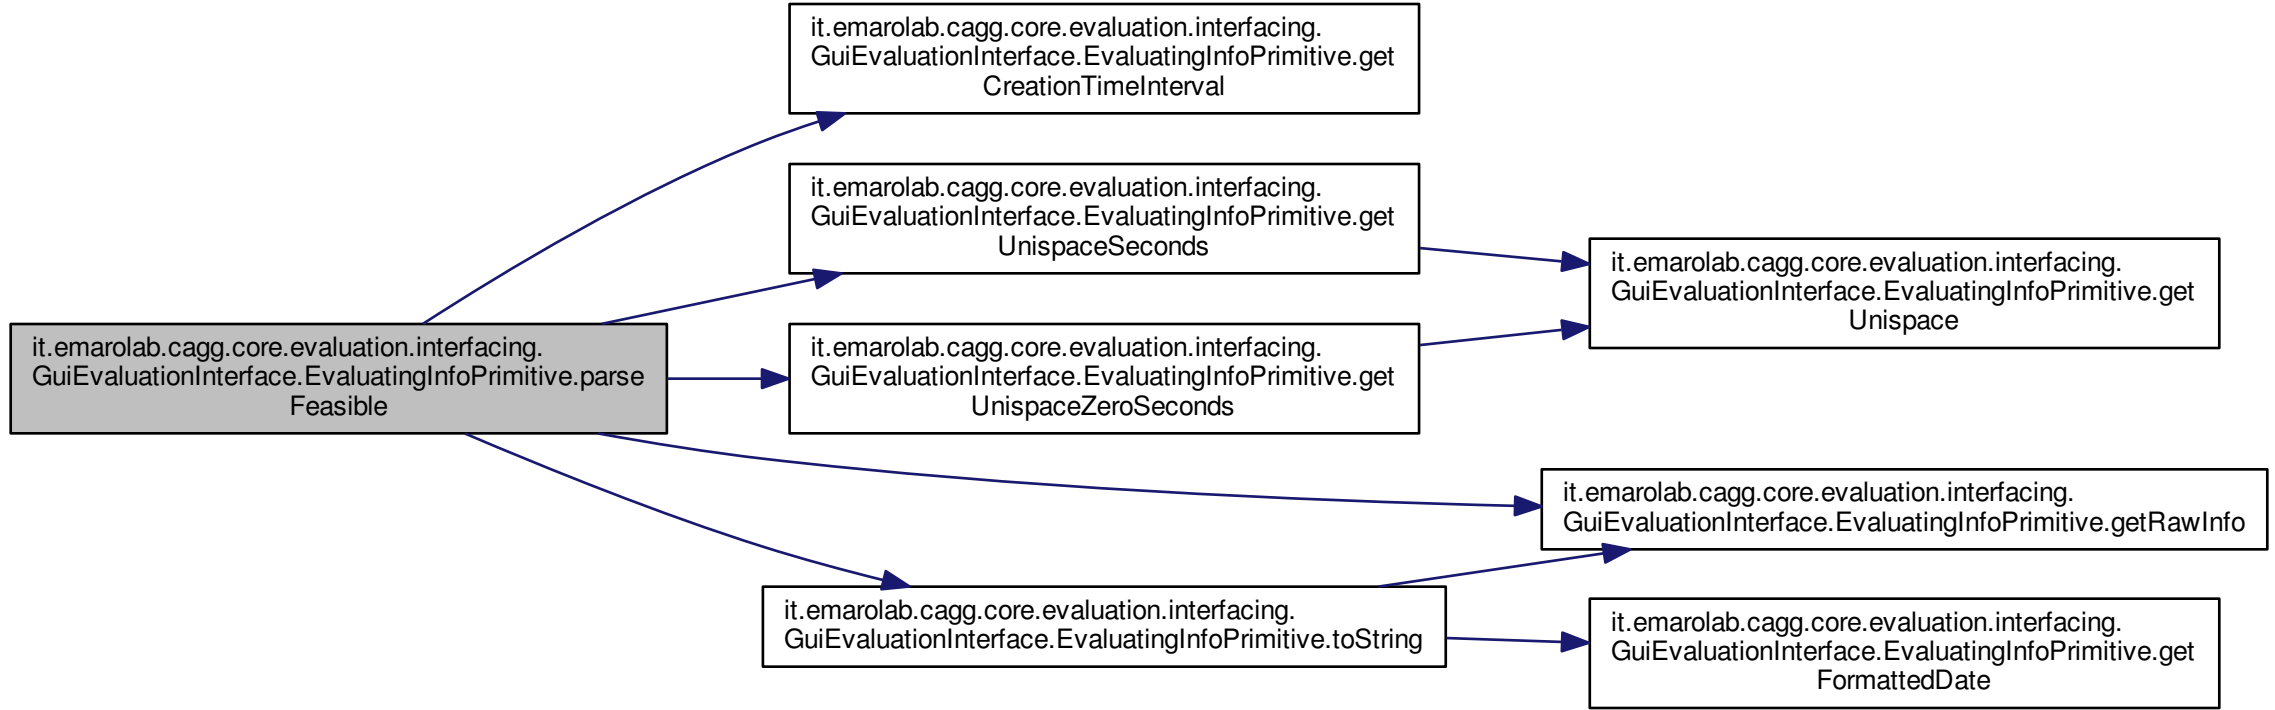 it.emarolab.cagg.core.evaluation.interfacing.
GuiEvaluationInterface.EvaluatingInfoPrimitive.get
CreationTimeInterval
it.emarolab.cagg.core.evaluation.interfacing.
GuiEvaluationInterface.EvaluatingInfoPrimitive.get
UnispaceSeconds
it.emarolab.cagg.core.evaluation.interfacing.
GuiEvaluationInterface.EvaluatingInfoPrimitive.get
Unispace
it.emarolab.cagg.core.evaluation.interfacing.
GuiEvaluationInterface.EvaluatingInfoPrimitive.parse
Feasible
it.emarolab.cagg.core.evaluation.interfacing.
GuiEvaluationInterface.EvaluatingInfoPrimitive.get
UnispaceZeroSeconds
it.emarolab.cagg.core.evaluation.interfacing.
GuiEvaluationInterface.EvaluatingInfoPrimitive.getRawInfo
it.emarolab.cagg.core.evaluation.interfacing.
GuiEvaluationInterface.EvaluatingInfoPrimitive.toString
it.emarolab.cagg.core.evaluation.interfacing.
GuiEvaluationInterface.EvaluatingInfoPrimitive.get
FormattedDate